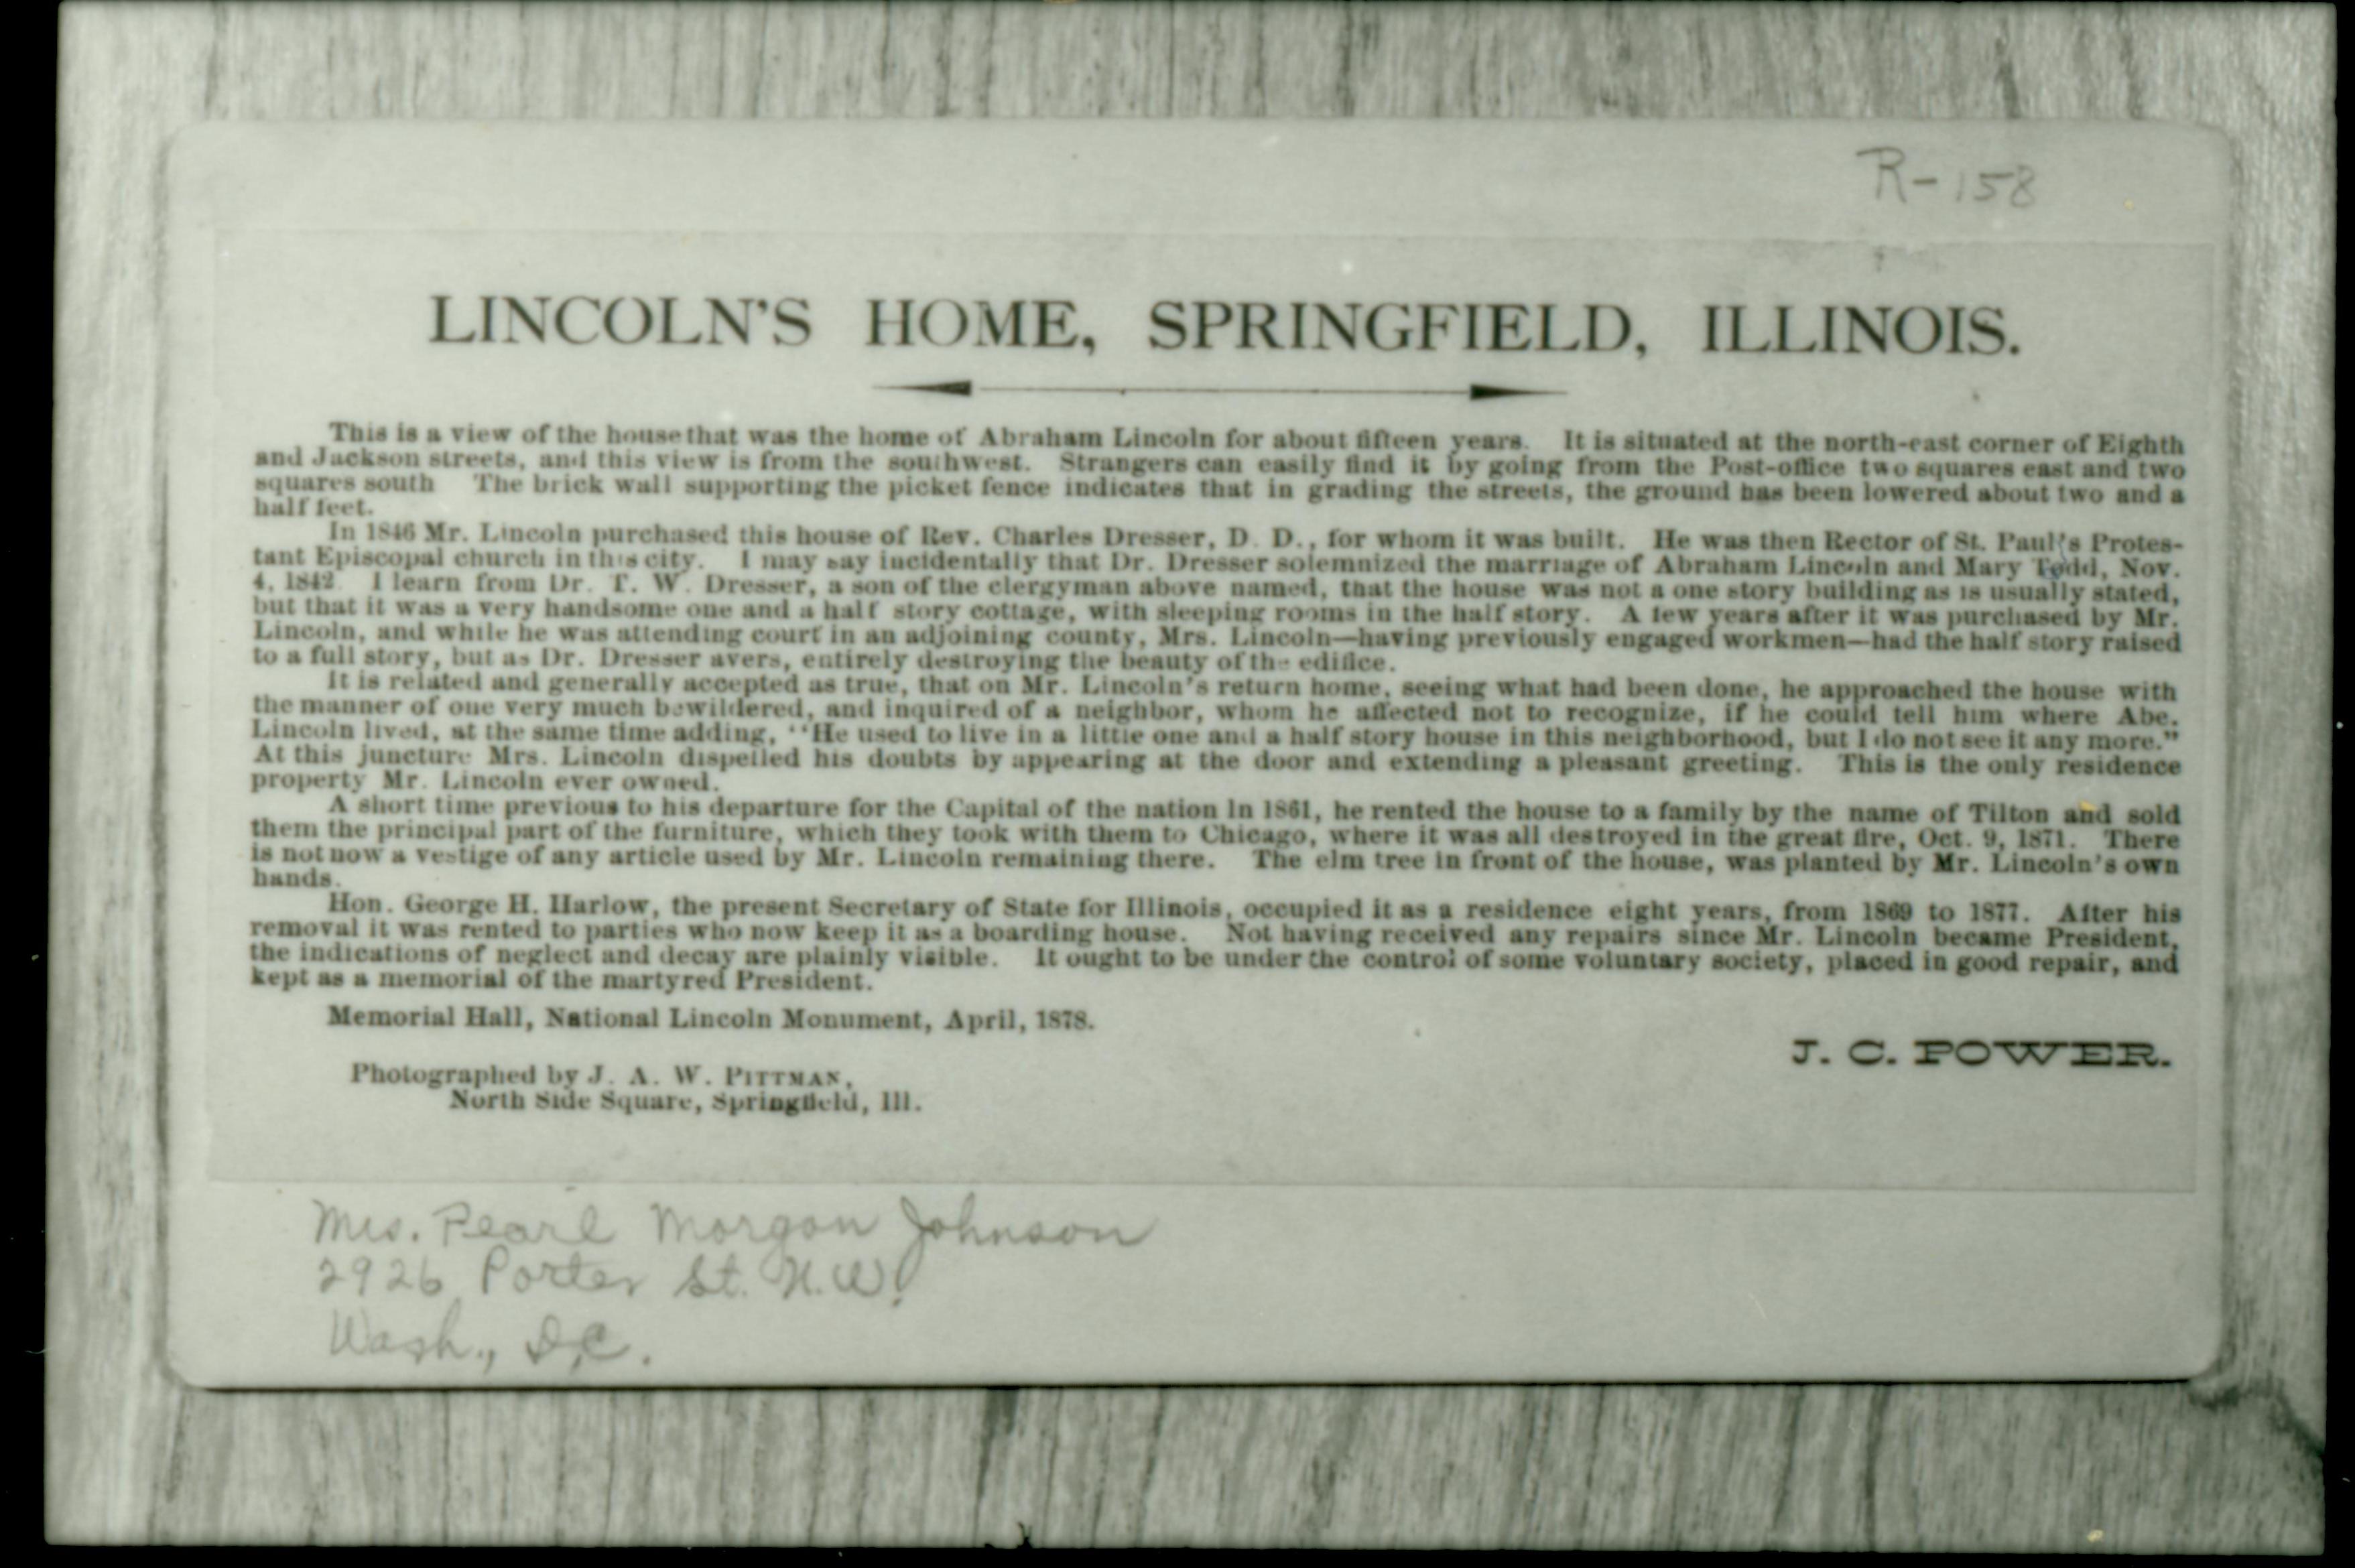 R-158
LINCOLN'S HOME, SPRINGFIELD, ILLINOIS.
This is a view of the house that was the home of Abraham Lincoln for about fifteen years. It is situated at the north-east corner of Eighth
and Jackson streets, and this view is from the southwest. Strangers can easily find it by going from the Post-office two squares east and two
squares south The brick wall supporting the picket fence indicates that in grading the streets, the ground has been lowered about two and a
half feet.
In 1846 Mr. Lincoln purchased this house of Rev. Charles Dresser, D. D., for whom it was built. He was then Rector of St. Paul's Protes-
tant Episcopal church in this city. I may say incidentally that Dr. Dresser solemnized the marriage of Abraham Lincoln and Mary Todd, Nov.
4, 1842. I learn from Dr. T. W. Dresser, a son of the clergyman above named, that the house was not a one story building as is usually stated,
but that it was a very handsome one and a half story cottage, with sleeping rooms in the half story. A few years after it was purchased by Mr.
Lincoln, and while he was attending court in an adjoining county, Mrs. Lincoln—having previously engaged workmen—had the half story raised
to a full story, but as Dr. Dresser avers, entirely destroying the beauty of the edifice.
It is related and generally accepted as true, that on Mr. Lincoln's return home, seeing what had been done, he approached the house with
the manner of one very much bewildered, and inquired of a neighbor, whom he affected not to recognize, if he could tell him where Abe.
Lincoln lived, at the same time adding, "He used to live in a little one and a half story house in this neighborhood, but I do not see it any more."
At this juncture Mrs. Lincoln dispelled his doubts by appearing at the door and extending a pleasant greeting. This is the only residence
property Mr. Lincoln ever owned.
A short time previous to his departure for the Capital of the nation in 1861, he rented the house to a family by the name of Tilton and sold
them the principal part of the furniture, which they took with them to Chicago, where it was all destroyed in the great fire, Oct. 9, 1871. There
is not now a vestige of any article used by Mr. Lincoln remaining there. The elm tree in front of the house, was planted by Mr. Lincoln's own
hands.
Hon. George H. Harlow, the present Secretary of State for Illinois, occupied it as a residence eight years, from 1869 to 1877. After his
removal it was rented to parties who now keep it as a boarding house. Not having received any repairs since Mr. Lincoln became President,
the indications of neglect and decay are plainly visible. It ought to be under the control of some voluntary society, placed in good repair, and
kept as a memorial of the martyred President.
Memorial Hall, National Lincoln Monument, April, 1878.
J. C. POWER.
Photographed by J. A. W. PITTMAN,
North Side Square, Springfield, Ill.
Mrs. Pearl Morgan Johnson
2926 Porter St. N.W.
Wash., D.C.